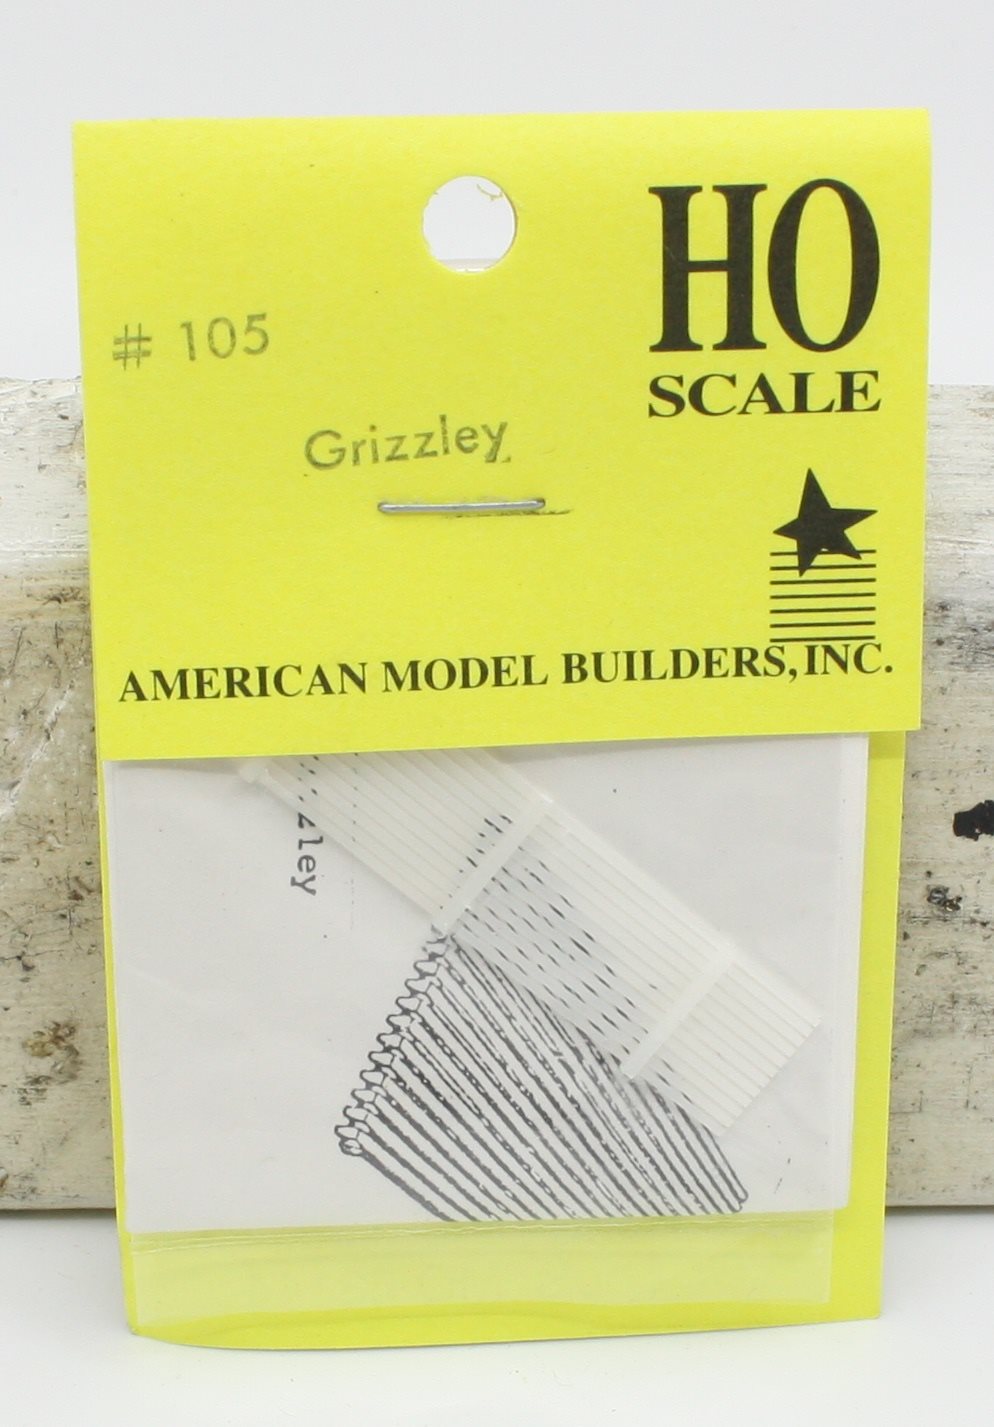 HO
SCALE
# 105
Grizzley
AMERICAN MODEL BUILDERS, INC.
zley